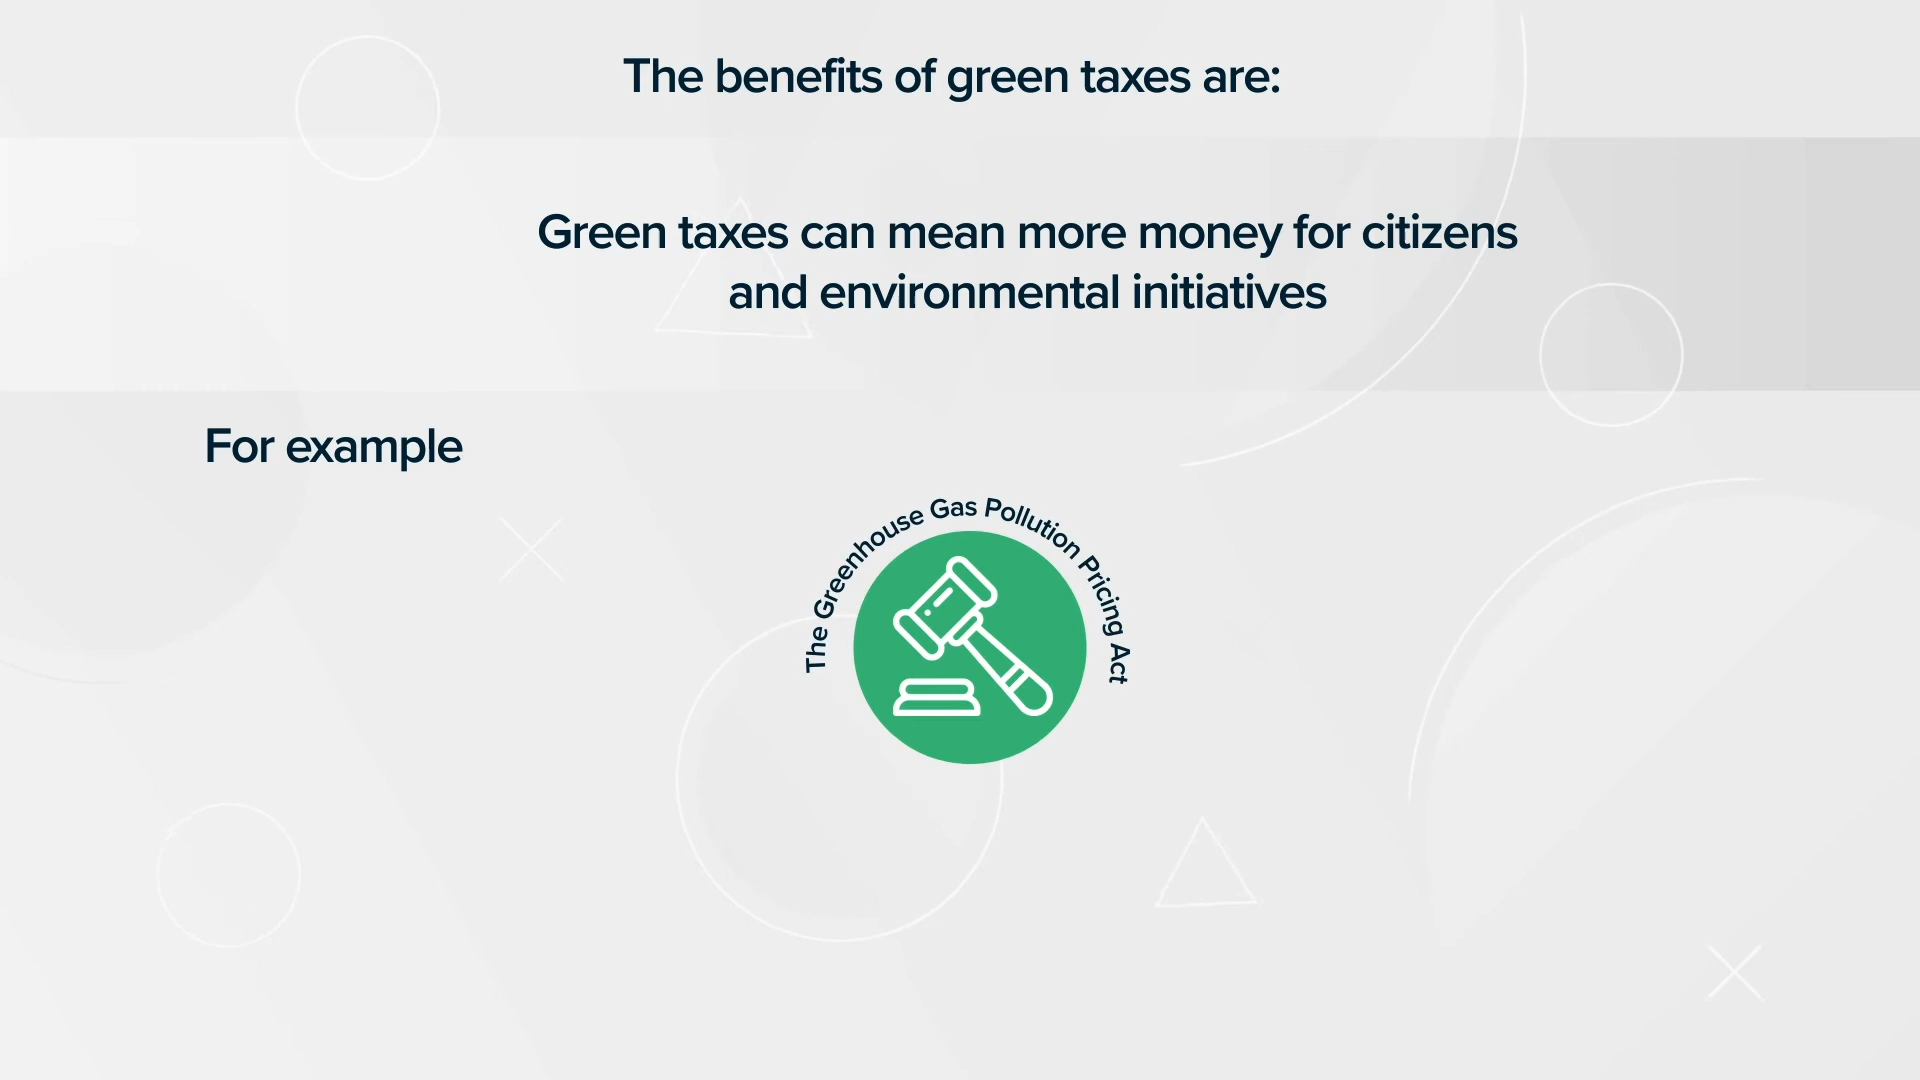 The benefits of green taxes are:
Green taxes can mean more money for citizens
and environmental initiatives
For example
The Greenhouse Gas Pollution Pricing Act